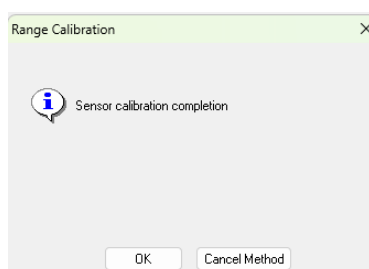 Range Calibration
Sensor calibration completion
OK
Cancel Method